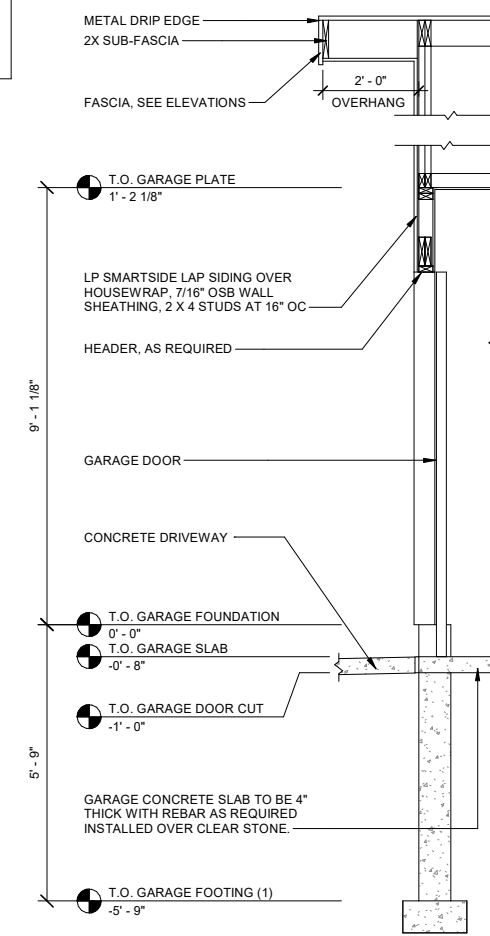 METAL DRIP EDGE
2X SUB-FASCIA
FASCIA, SEE ELEVATIONS
2' - 0"
OVERHANG
T.O. GARAGE PLATE
1' - 2 1/8"
LP SMARTSIDE LAP SIDING OVER
HOUSEWRAP, 7/16" OSB WALL
SHEATHING, 2 X 4 STUDS AT 16" OC
HEADER, AS REQUIRED
9' - 1 1/8"
GARAGE DOOR
CONCRETE DRIVEWAY
T.O. GARAGE FOUNDATION
0' - 0"
T.O. GARAGE SLAB
-0' - 8"
T.O. GARAGE DOOR CUT
-1' - 0"
5' - 9"
GARAGE CONCRETE SLAB TO BE 4"
THICK WITH REBAR AS REQUIRED
INSTALLED OVER CLEAR STONE.
T.O. GARAGE FOOTING (1)
-5' - 9"